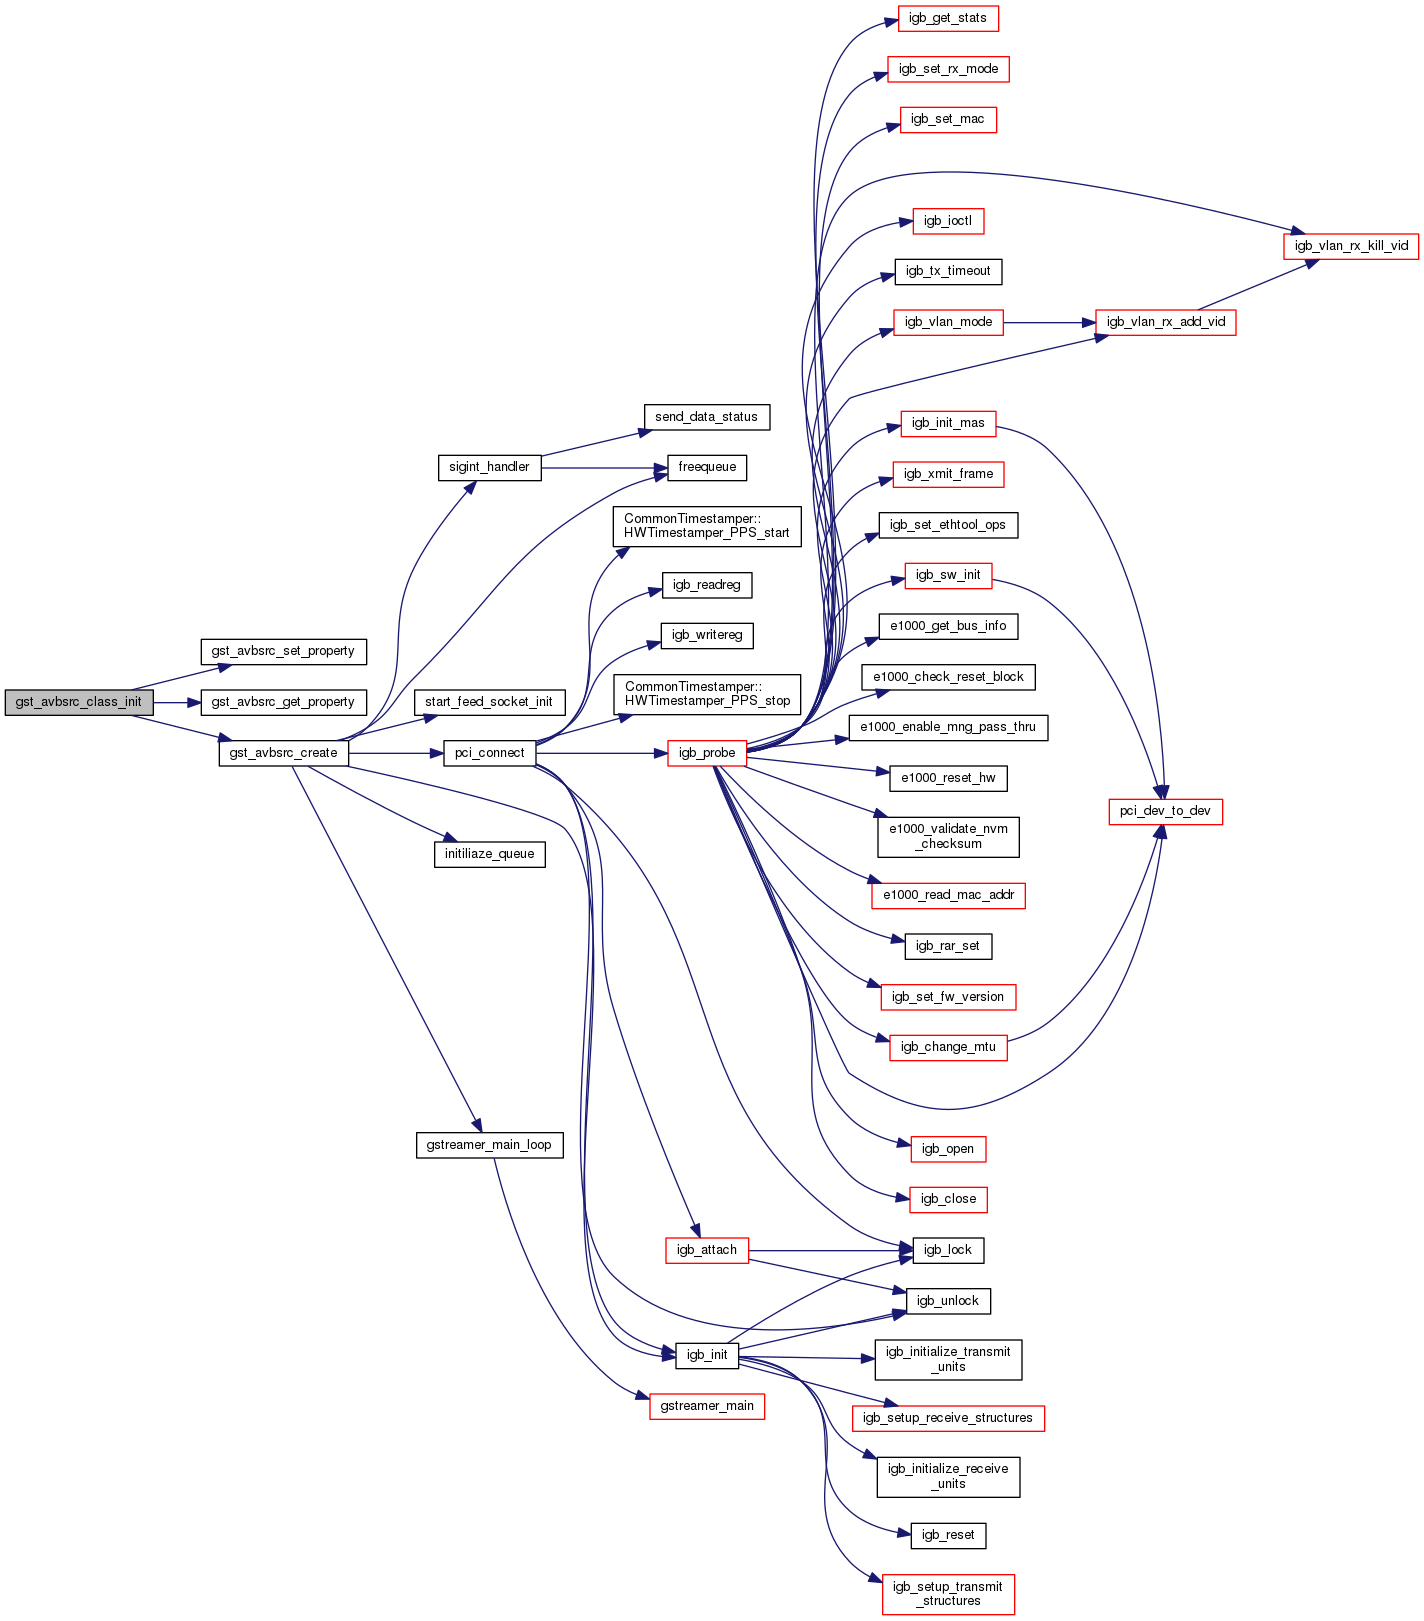 igb_get_stats
igb_set_rx_mode
igb_set_mac
igb_ioctl
igb_vlan_rx_kill_vid
igb_tx_timeout
igb_vlan_mode
igb_vlan_rx_add_vid
send_data_status
igb_init_mas
sigint_handler
freequeue
igb_xmit_frame
CommonTimestamper::
HWTimestamper_PPS_start
igb_set_ethtool_ops
igb_readreg
igb_sw_init
igb_writereg
e1000_get_bus_info
gst_avbsrc_set_property
e1000_check_reset_block
gst_avbsrc_class_init
gst_avbsrc_get_property
start_feed_socket_init
CommonTimestamper::
HWTimestamper_PPS_stop
e1000_enable_mng_pass_thru
gst_avbsrc_create
pci_connect
igb_probe
e1000_reset_hw
pci_dev_to_dev
e1000_validate_nvm
_checksum
initiliaze_queue
e1000_read_mac_addr
igb_rar_set
igb_set_fw_version
igb_change_mtu
gstreamer_main_loop
igb_open
igb_close
igb_attach
igb_lock
igb_unlock
igb_init
igb_initialize_transmit
_units
gstreamer_main
igb_setup_receive_structures
igb_initialize_receive
_units
igb_reset
igb_setup_transmit
_structures